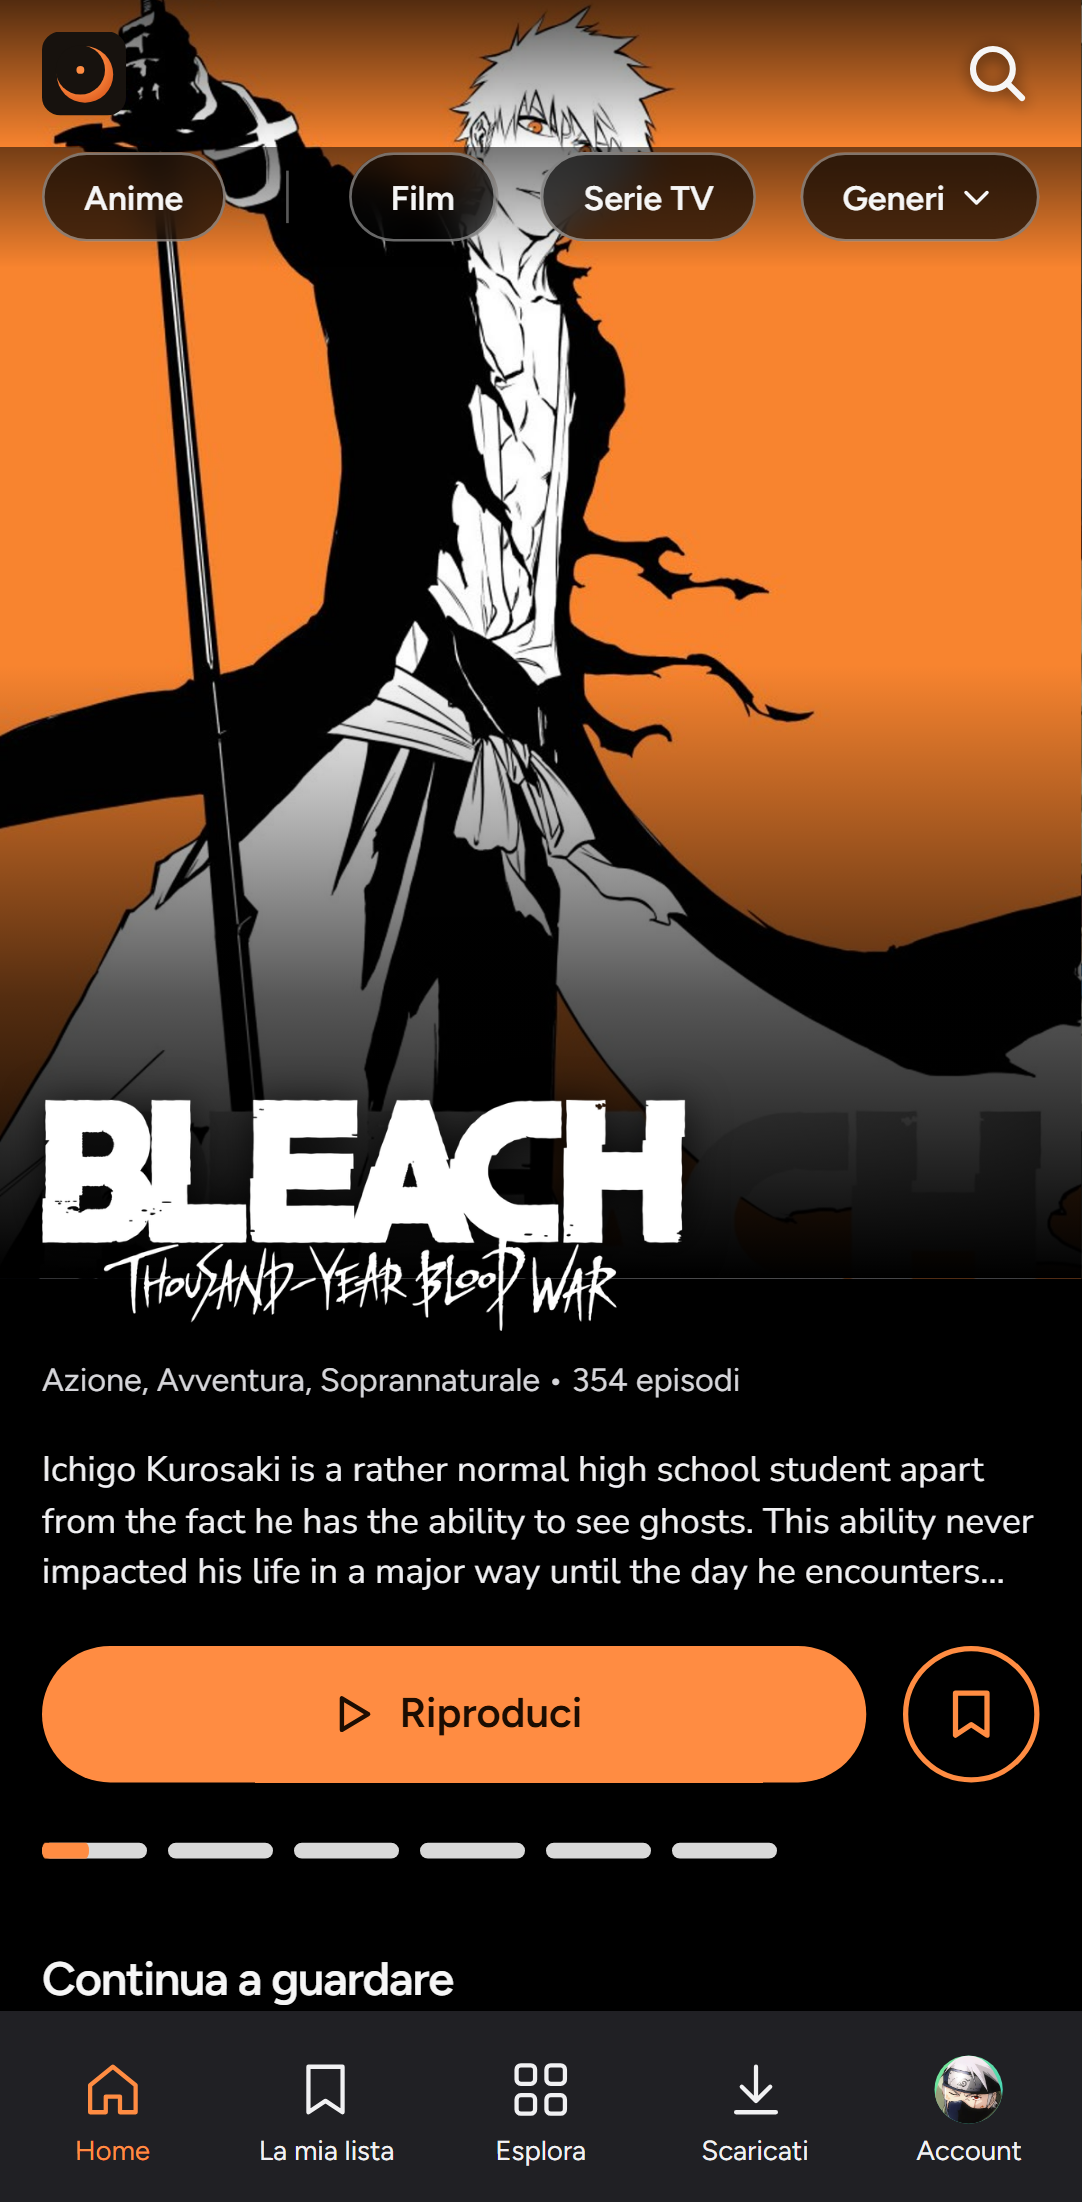 Anime
Film
Serie TV
Generi
BLEACH
THOUSAND-YEAR BLOOD WAR
Azione, Avventura, Soprannaturale • 354 episodi
Ichigo Kurosaki is a rather normal high school student apart
from the fact he has the ability to see ghosts. This ability never
impacted his life in a major way until the day he encounters...
Riproduci
Continua a guardare
Home
La mia lista
Esplora
Scaricati
Account